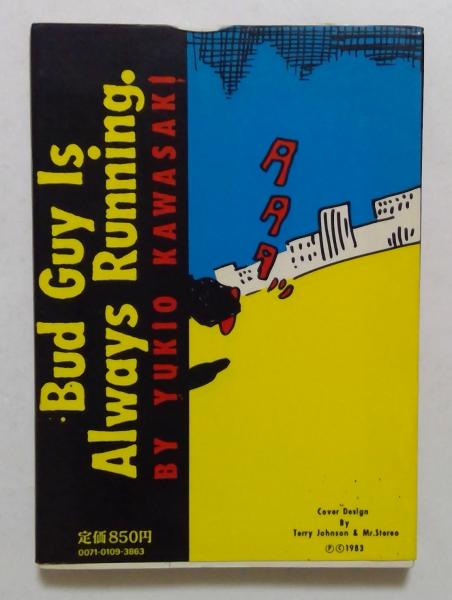 Bud Guy Is
Always Running.
BY YUKIO KAWASAKI
タタタ"
定価850円
0071-0109-3863
Cover Design
By
Terry Johnson & Mr.Stereo
Ⓟ Ⓒ 1983